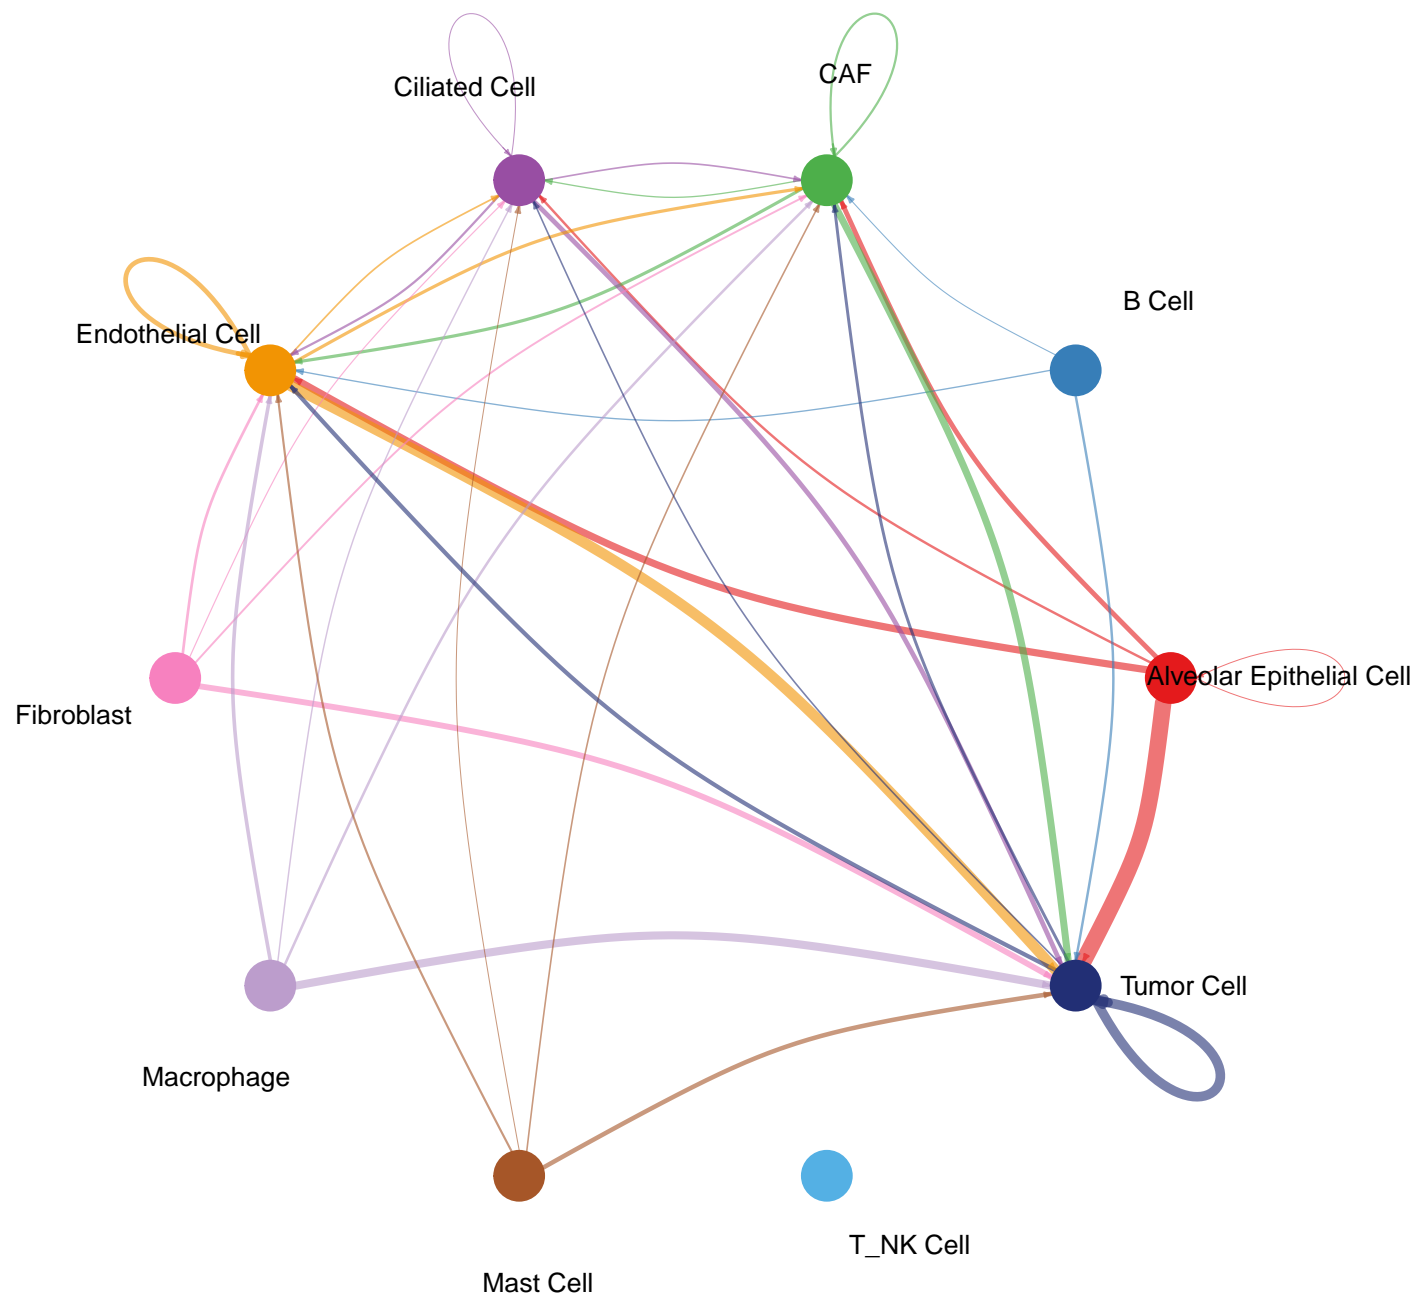 CAF
Ciliated Cell
B Cell
Endothelial Cell
Alveolar Epithelial Cell
Fibroblast
Tumor Cell
Macrophage
T_NK Cell
Mast Cell